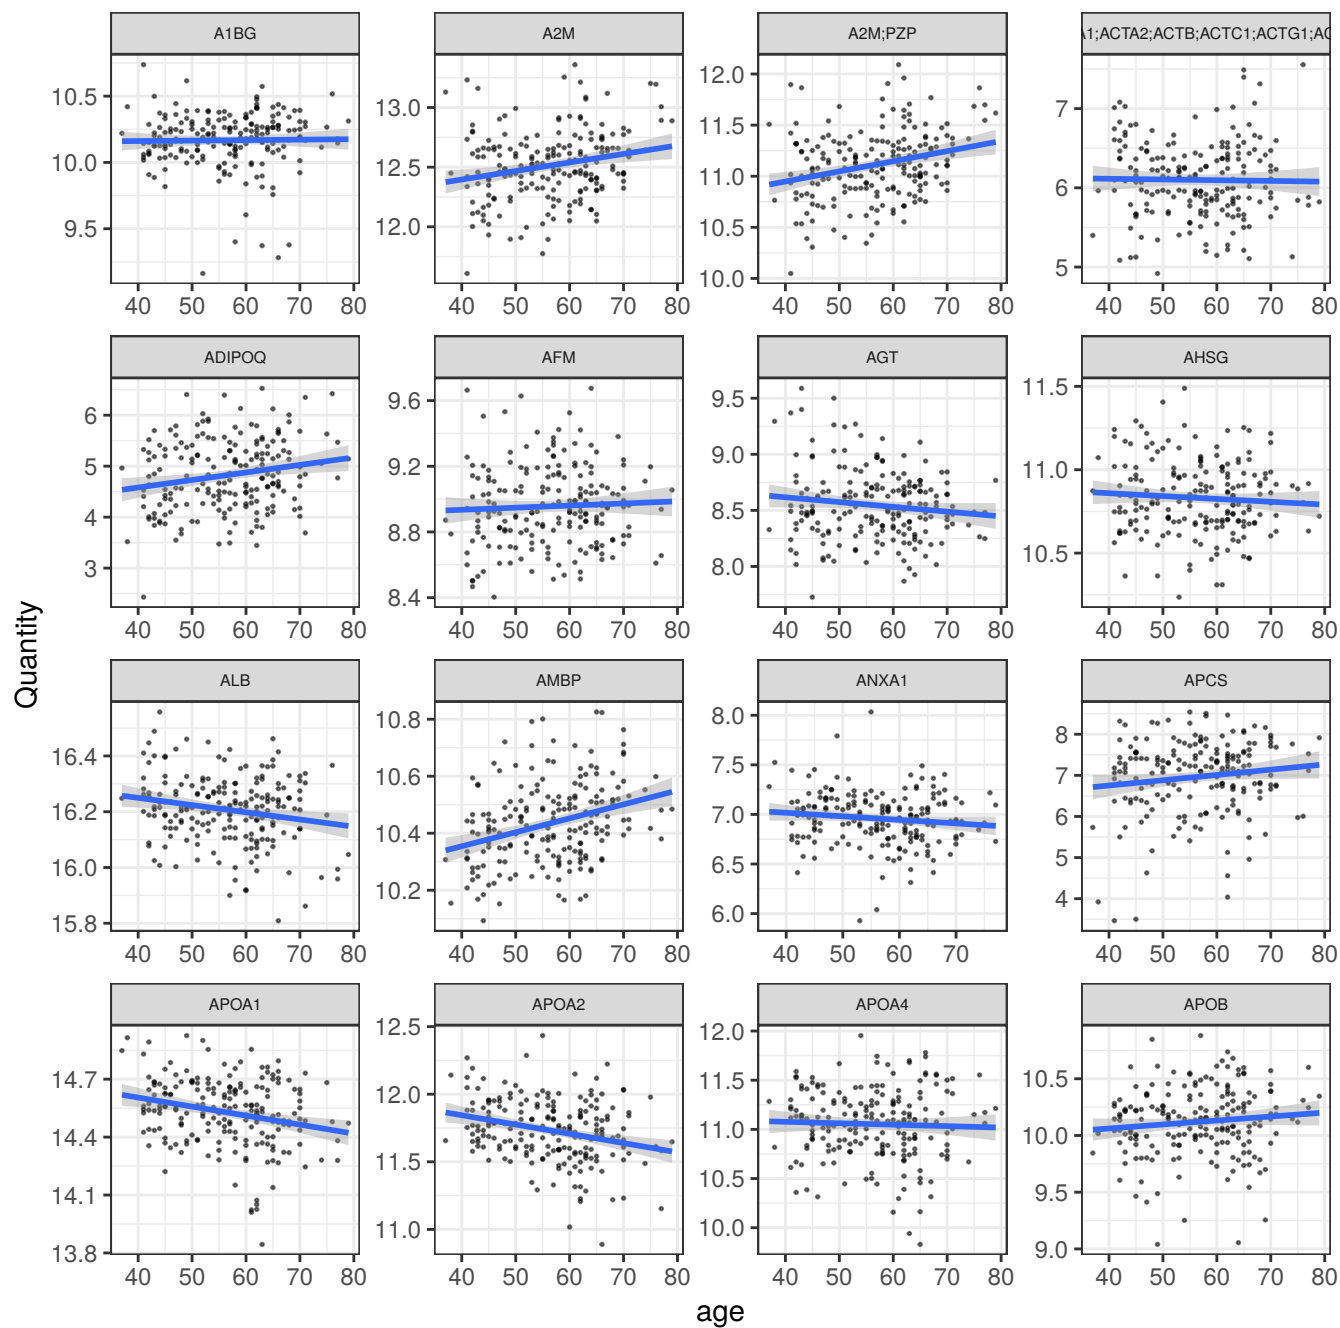 A1BG A2M A2M;PZP A1;ACTA2;ACTB;ACTC1;ACTG1;AC
10.5 10.0 9.5
13.0 12.5 12.0
12.0 11.5 11.0 10.5 10.0
7 6 5
40 50 60 70 80 40 50 60 70 80 40 50 60 70 80 40 50 60 70 80
ADIPOQ AFM AGT AHSG
6 5 4 3
9.6 9.2 8.8 8.4
9.5 9.0 8.5 8.0
11.5 11.0 10.5
40 50 60 70 80 40 50 60 70 80 40 50 60 70 80 40 50 60 70 80
Quantity
ALB AMBP ANXA1 APCS
16.4 16.2 16.0 15.8
10.8 10.6 10.4 10.2
8.0 7.5 7.0 6.5 6.0
8 7 6 5 4
40 50 60 70 80 40 50 60 70 80 40 50 60 70 40 50 60 70 80
APOA1 APOA2 APOA4 APOB
14.7 14.4 14.1 13.8
12.5 12.0 11.5 11.0
12.0 11.5 11.0 10.5 10.0
10.5 10.0 9.5 9.0
40 50 60 70 80 40 50 60 70 80 40 50 60 70 80 40 50 60 70 80
age